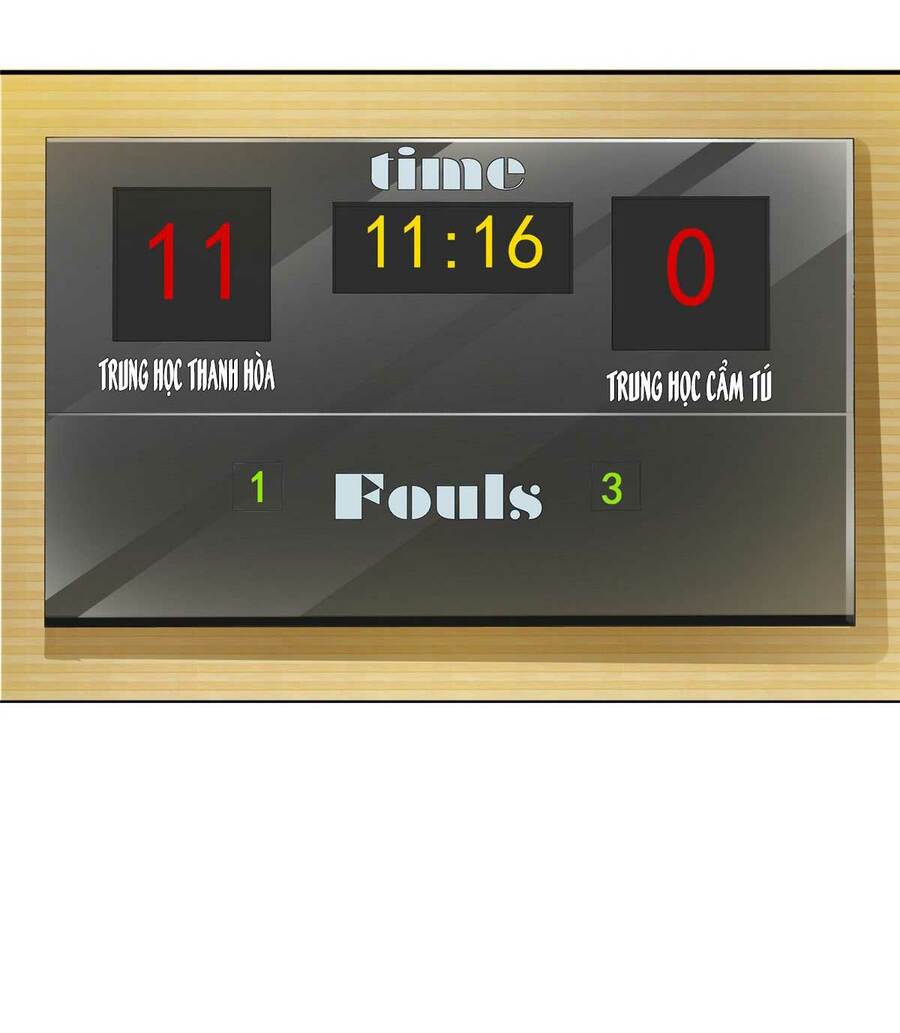 time
11
11:16
0
TRUNG HỌC THANH HÒA
TRUNG HỌC CẨM TÚ
1
Fouls
3